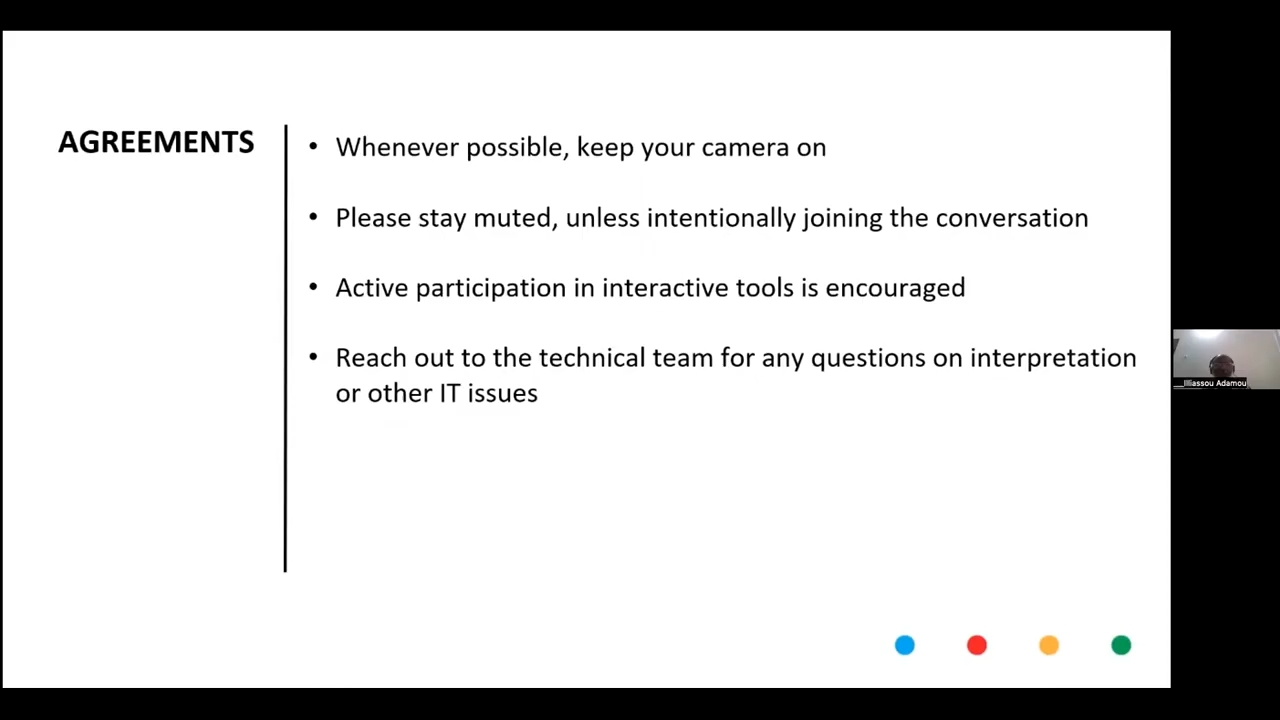 AGREEMENTS
• Whenever possible, keep your camera on
• Please stay muted, unless intentionally joining the conversation
• Active participation in interactive tools is encouraged
• Reach out to the technical team for any questions on interpretation
or other IT issues
__Illiassou Adamou